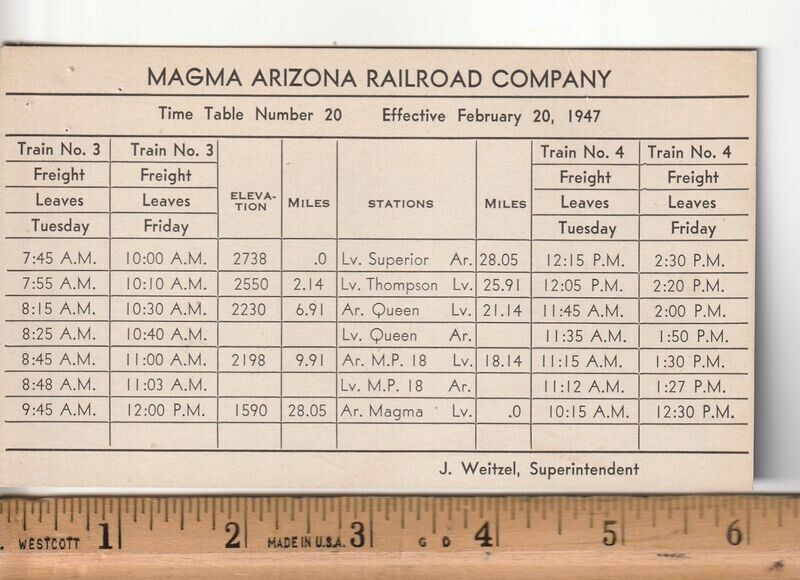 MAGMA ARIZONA RAILROAD COMPANY
Time Table Number 20 Effective February 20, 1947
Train No. 3 Train No. 3 ELEVA-TION MILES STATIONS MILES Train No. 4 Train No. 4
Freight Freight Freight Freight
Leaves Leaves Leaves Leaves
Tuesday Friday Tuesday Friday
7:45 A.M. 10:00 A.M. 2738 .0 Lv. Superior Ar. 28.05 12:15 P.M. 2:30 P.M.
7:55 A.M. 10:10 A.M. 2550 2.14 Lv. Thompson Lv. 25.91 12:05 P.M. 2:20 P.M.
8:15 A.M. 10:30 A.M. 2230 6.91 Ar. Queen Lv. 21.14 11:45 A.M. 2:00 P.M.
8:25 A.M. 10:40 A.M. Lv. Queen Ar. 11:35 A.M. 1:50 P.M.
8:45 A.M. 11:00 A.M. 2198 9.91 Ar. M.P. 18 Lv. 18.14 11:15 A.M. 1:30 P.M.
8:48 A.M. 11:03 A.M. Lv. M.P. 18 Ar. 11:12 A.M. 1:27 P.M.
9:45 A.M. 12:00 P.M. 1590 28.05 Ar. Magma Lv. .0 10:15 A.M. 12:30 P.M.
J. Weitzel, Superintendent
1 2 3 4 5 6
WESTCOTT MADE IN U.S.A. G D